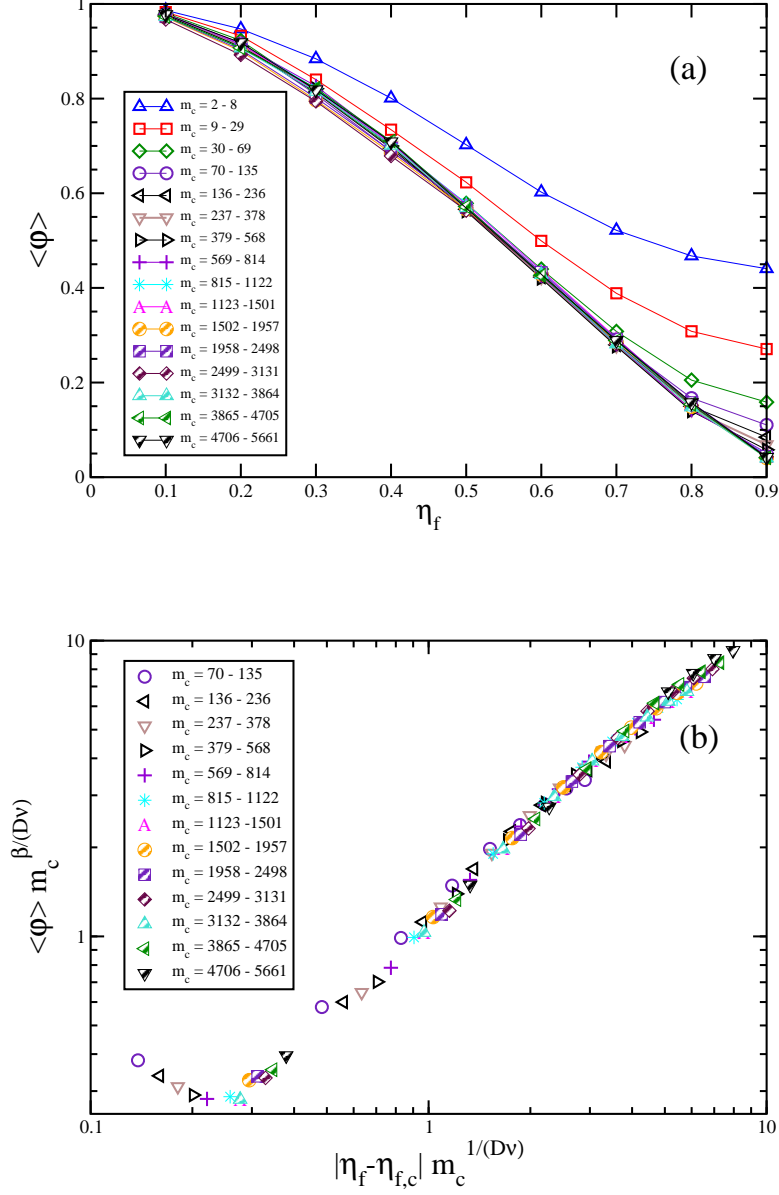 1
0.8
0.6
0.4
0.2
0
<φ>
(a)
m_c = 2 - 8
m_c = 9 - 29
m_c = 30 - 69
m_c = 70 - 135
m_c = 136 - 236
m_c = 237 - 378
m_c = 379 - 568
m_c = 569 - 814
m_c = 815 - 1122
m_c = 1123 -1501
m_c = 1502 - 1957
m_c = 1958 - 2498
m_c = 2499 - 3131
m_c = 3132 - 3864
m_c = 3865 - 4705
m_c = 4706 - 5661
0 0.1 0.2 0.3 0.4 0.5 0.6 0.7 0.8 0.9
η_f
10
1
<φ> m_c^{β/(Dν)}
(b)
m_c = 70 - 135
m_c = 136 - 236
m_c = 237 - 378
m_c = 379 - 568
m_c = 569 - 814
m_c = 815 - 1122
m_c = 1123 -1501
m_c = 1502 - 1957
m_c = 1958 - 2498
m_c = 2499 - 3131
m_c = 3132 - 3864
m_c = 3865 - 4705
m_c = 4706 - 5661
0.1 1 10
|η_f-η_{f,c}| m_c^{1/(Dν)}